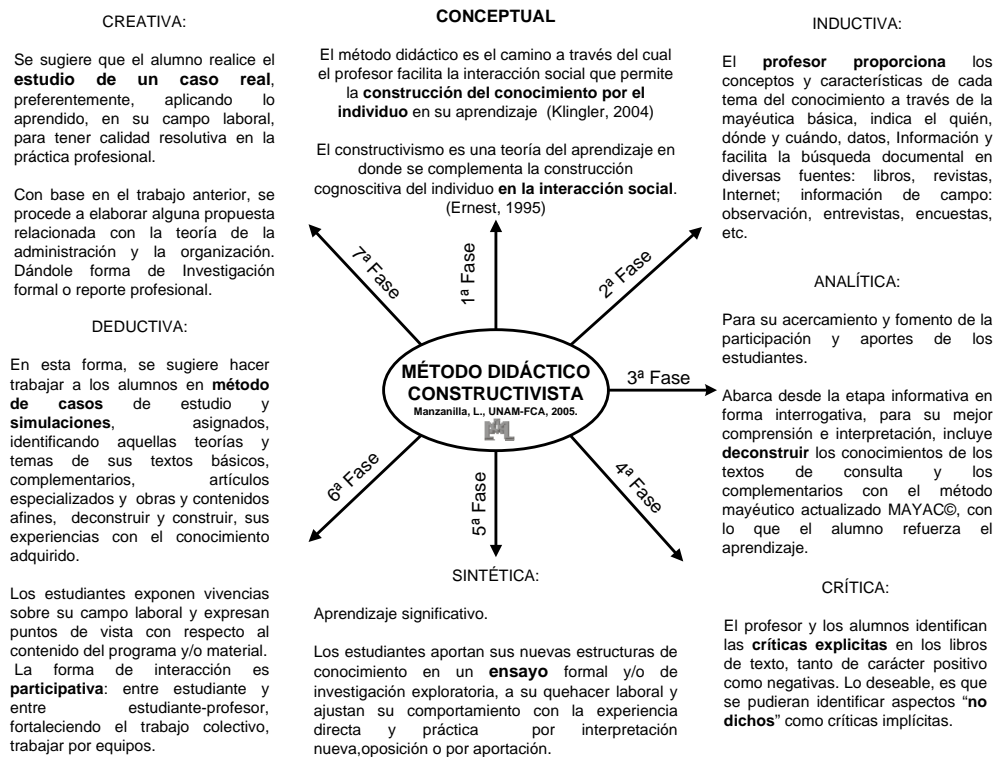 CONCEPTUAL
El método didáctico es el camino a través del cual
el profesor facilita la interacción social que permite
la construcción del conocimiento por el
individuo en su aprendizaje (Klingler, 2004)
El constructivismo es una teoría del aprendizaje en
donde se complementa la construcción
cognoscitiva del individuo en la interacción social.
(Ernest, 1995)
INDUCTIVA:
El profesor proporciona los
conceptos y características de cada
tema del conocimiento a través de la
mayéutica básica, indica el quién,
dónde y cuándo, datos, Información y
facilita la búsqueda documental en
diversas fuentes: libros, revistas,
Internet; información de campo:
observación, entrevistas, encuestas,
etc.
ANALÍTICA:
Para su acercamiento y fomento de la
participación y aportes de los
estudiantes.
Abarca desde la etapa informativa en
forma interrogativa, para su mejor
comprensión e interpretación, incluye
deconstruir los conocimientos de los
textos de consulta y los
complementarios con el método
mayéutico actualizado MAYAC©, con
lo que el alumno refuerza el
aprendizaje.
CRÍTICA:
El profesor y los alumnos identifican
las críticas explicitas en los libros
de texto, tanto de carácter positivo
como negativas. Lo deseable, es que
se pudieran identificar aspectos “no
dichos” como críticas implícitas.
SINTÉTICA:
Aprendizaje significativo.
Los estudiantes aportan sus nuevas estructuras de
conocimiento en un ensayo formal y/o de
investigación exploratoria, a su quehacer laboral y
ajustan su comportamiento con la experiencia
directa y práctica por interpretación
nueva,oposición o por aportación.
DEDUCTIVA:
En esta forma, se sugiere hacer
trabajar a los alumnos en método
de casos de estudio y
simulaciones, asignados,
identificando aquellas teorías y
temas de sus textos básicos,
complementarios, artículos
especializados y obras y contenidos
afines, deconstruir y construir, sus
experiencias con el conocimiento
adquirido.
Los estudiantes exponen vivencias
sobre su campo laboral y expresan
puntos de vista con respecto al
contenido del programa y/o material.
La forma de interacción es
participativa: entre estudiante y
entre estudiante-profesor,
fortaleciendo el trabajo colectivo,
trabajar por equipos.
CREATIVA:
Se sugiere que el alumno realice el
estudio de un caso real,
preferentemente, aplicando lo
aprendido, en su campo laboral,
para tener calidad resolutiva en la
práctica profesional.
Con base en el trabajo anterior, se
procede a elaborar alguna propuesta
relacionada con la teoría de la
administración y la organización.
Dándole forma de Investigación
formal o reporte profesional.
1ª Fase
2ª Fase
3ª Fase
4ª Fase
5ª Fase
6ª Fase
7ª Fase
MÉTODO DIDÁCTICO
CONSTRUCTIVISTA
Manzanilla, L., UNAM-FCA, 2005.